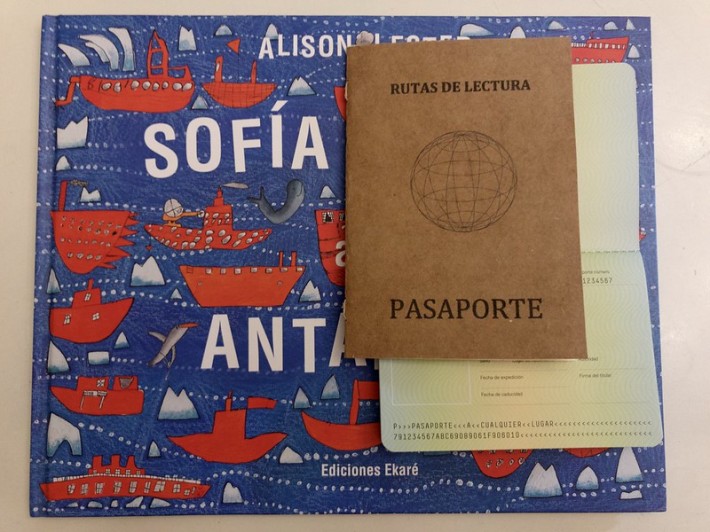 ALISON LESTER
SOFÍA
a
ANTÁ
Ediciones Ekaré
RUTAS DE LECTURA
PASAPORTE
1234567
Fecha de expedición
Firma del titular
Fecha de caducidad
P<<<PASAPORTE<<<A<<CUALQUIER<<LUGAR<<<<<<<<<<<<<<